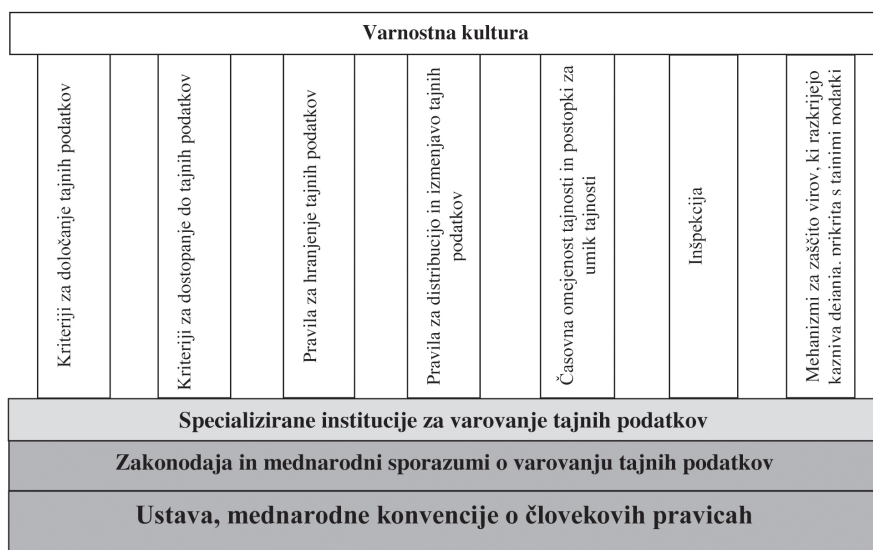 Varnostna kultura
Kriteriji za določanje tajnih podatkov
Kriteriji za dostopanje do tajnih podatkov
Pravila za hranjenje tajnih podatkov
Pravila za distribucijo in izmenjavo tajnih
podatkov
Časovna omejenost tajnosti in postopki za
umik tajnosti
Inšpekcija
Mehanizmi za zaščito virov, ki razkrijejo
kazniva dejanja, prikrita s tajnimi podatki
Specializirane institucije za varovanje tajnih podatkov
Zakonodaja in mednarodni sporazumi o varovanju tajnih podatkov
Ustava, mednarodne konvencije o človekovih pravicah